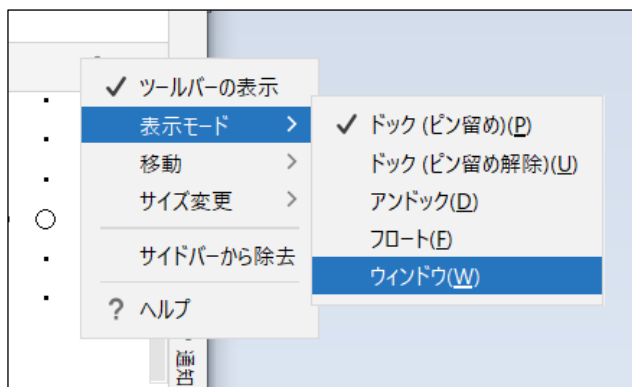 ツールバーの表示
表示モード
移動
サイズ変更
サイドバーから除去
? ヘルプ
ドック (ピン留め)(P)
ドック (ピン留め解除)(U)
アンドック(D)
フロート(F)
ウィンドウ(W)
通知